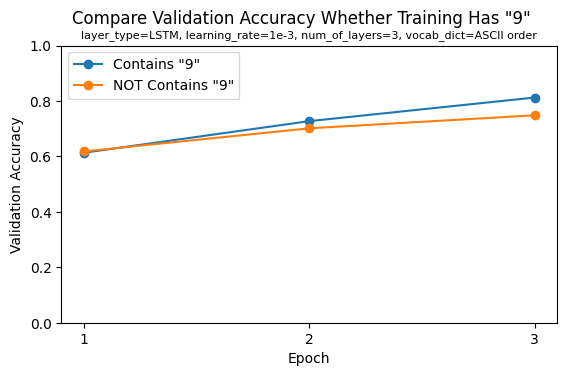 Compare Validation Accuracy Whether Training Has "9"
layer_type=LSTM, learning_rate=1e-3, num_of_layers=3, vocab_dict=ASCII order
Contains "9"
NOT Contains "9"
Validation Accuracy
1.0
0.8
0.6
0.4
0.2
0.0
1
2
3
Epoch